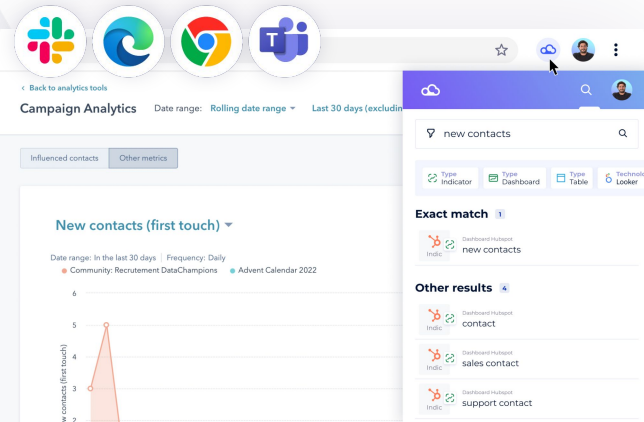 Back to analytics tools
Campaign Analytics
Date range: Rolling date range
Last 30 days (excludin
Influenced contacts
Other metrics
New contacts (first touch)
Date range: In the last 30 days | Frequency: Daily
Community: Recrutement DataChampions
Advent Calendar 2022
6
5
4
3
2
w contacts (first touch)
new contacts
Type
Indicator
Type
Dashboard
Type
Table
Technolo
Looker
Exact match 1
Dashboard Hubspot
new contacts
Indic
Other results 4
Dashboard Hubspot
contact
Indic
Dashboard Hubspot
sales contact
Indic
Dashboard Hubspot
support contact
Indic